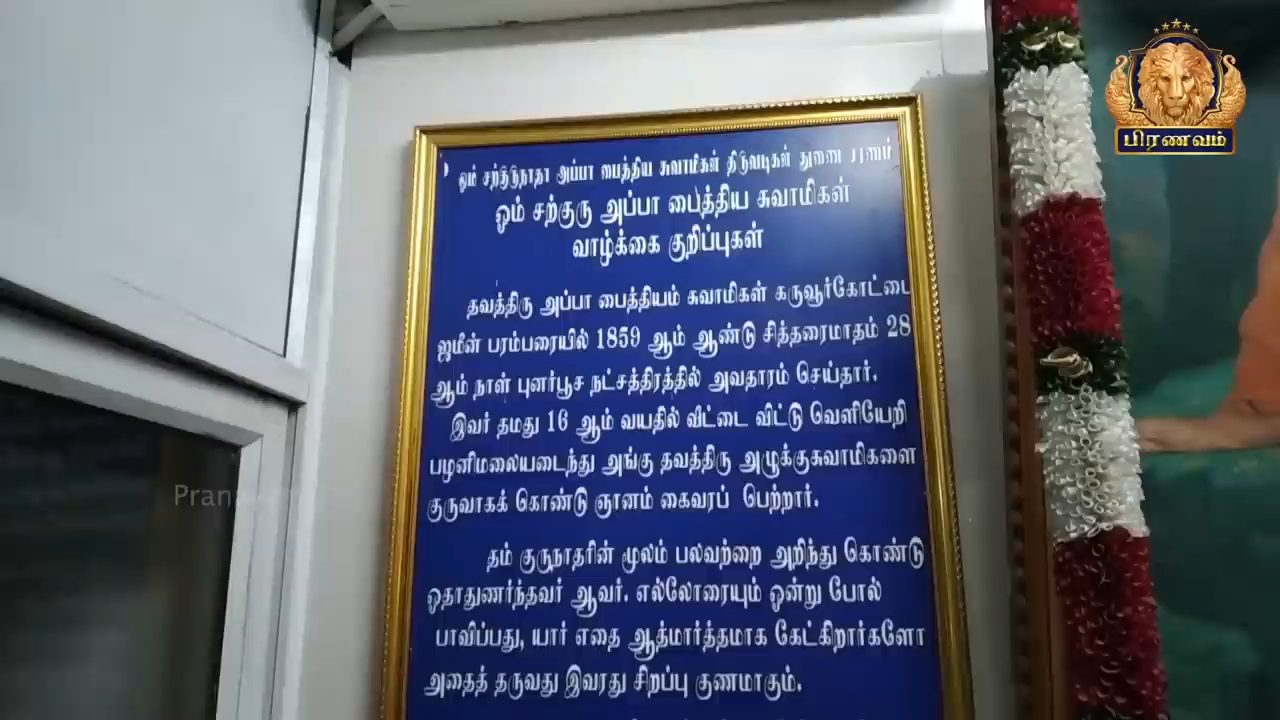 ஓம் சற்குருநாதா அப்பா பைத்திய சுவாமிகள் திருவடிகள் துணை சரணம்
ஓம் சற்குரு அப்பா பைத்திய சுவாமிகள்
வாழ்க்கை குறிப்புகள்
தவத்திரு அப்பா பைத்தியம் சுவாமிகள் கருவூர்கோட்டை
ஜமீன் பரம்பரையில் 1859 ஆம் ஆண்டு சித்தரைமாதம் 28
ஆம் நாள் புனர்பூச நட்சத்திரத்தில் அவதாரம் செய்தார்.
இவர் தமது 16 ஆம் வயதில் வீட்டை விட்டு வெளியேறி
பழனிமலையடைந்து அங்கு தவத்திரு அழுக்குசுவாமிகளை
குருவாகக் கொண்டு ஞானம் கைவரப் பெற்றார்.
தம் குருநாதரின் மூலம் பலவற்றை அறிந்து கொண்டு
ஓதாதுணர்ந்தவர் ஆவர். எல்லோரையும் ஒன்று போல்
பாவிப்பது, யார் எதை ஆத்மார்த்தமாக கேட்கிறார்களோ
அதைத் தருவது இவரது சிறப்பு குணமாகும்.
பிரணவம்